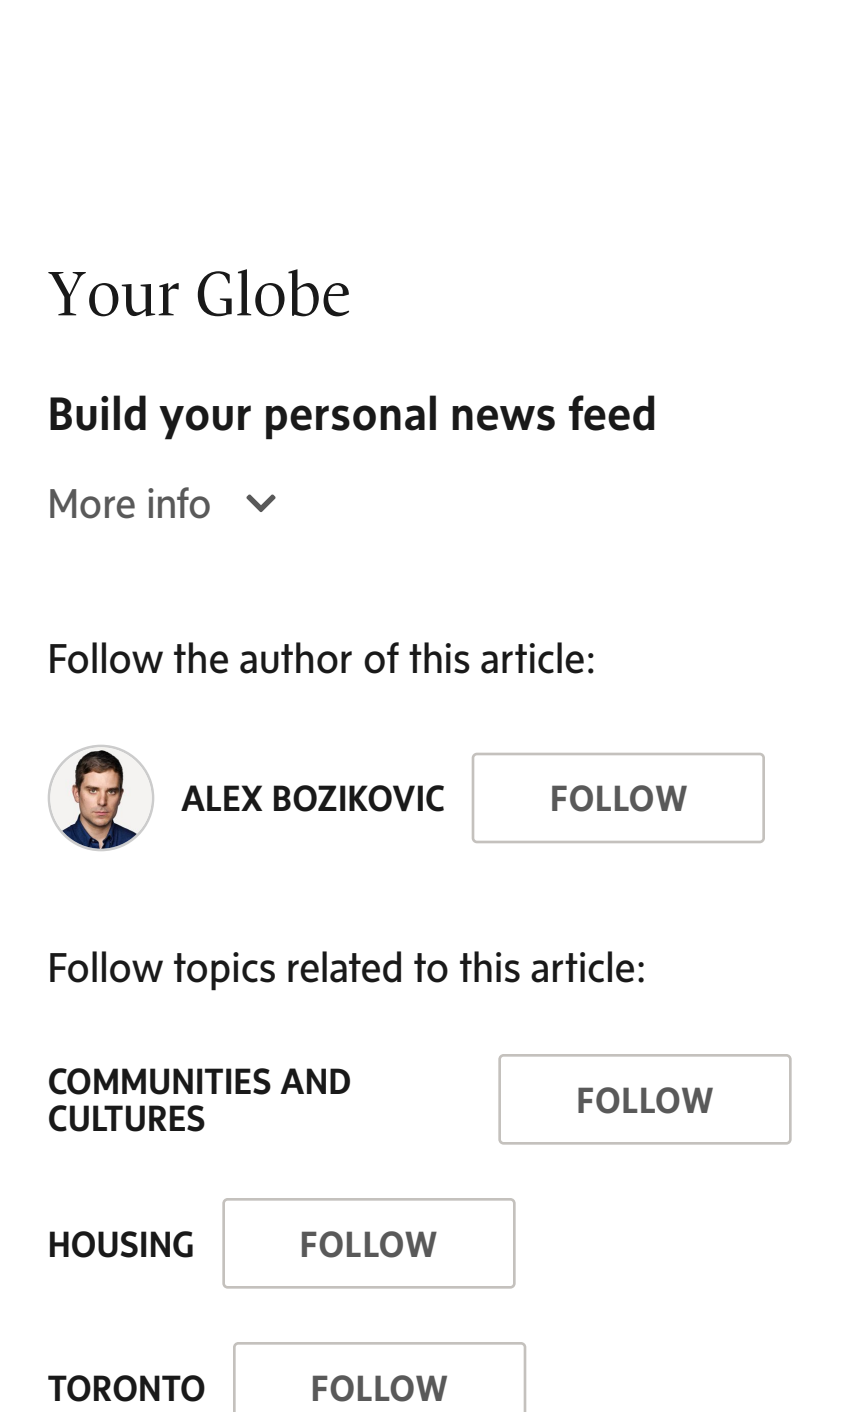 Your Globe
Build your personal news feed
More info
Follow the author of this article:
ALEX BOZIKOVIC
FOLLOW
Follow topics related to this article:
COMMUNITIES AND
CULTURES
FOLLOW
HOUSING
FOLLOW
TORONTO
FOLLOW